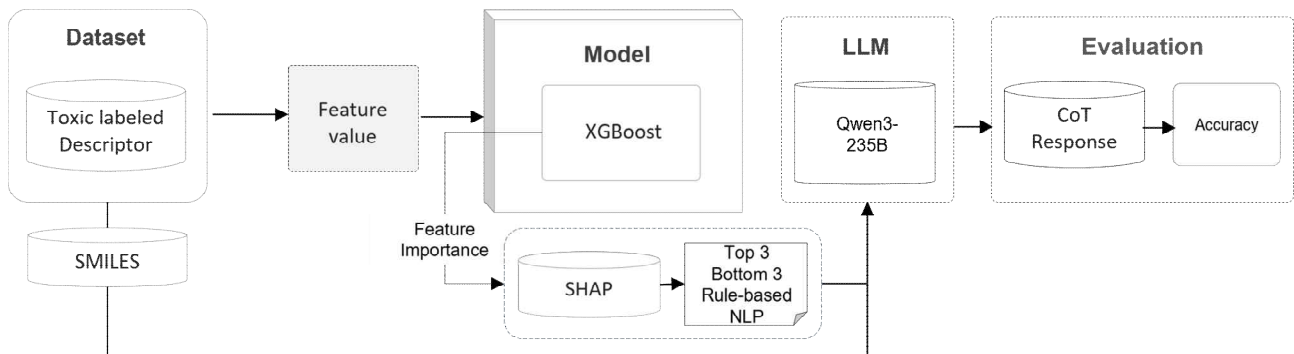 Dataset
Toxic labeled
Descriptor
SMILES
Feature
value
Model
XGBoost
Feature
Importance
SHAP
Top 3
Bottom 3
Rule-based
NLP
LLM
Qwen3-
235B
Evaluation
CoT
Response
Accuracy